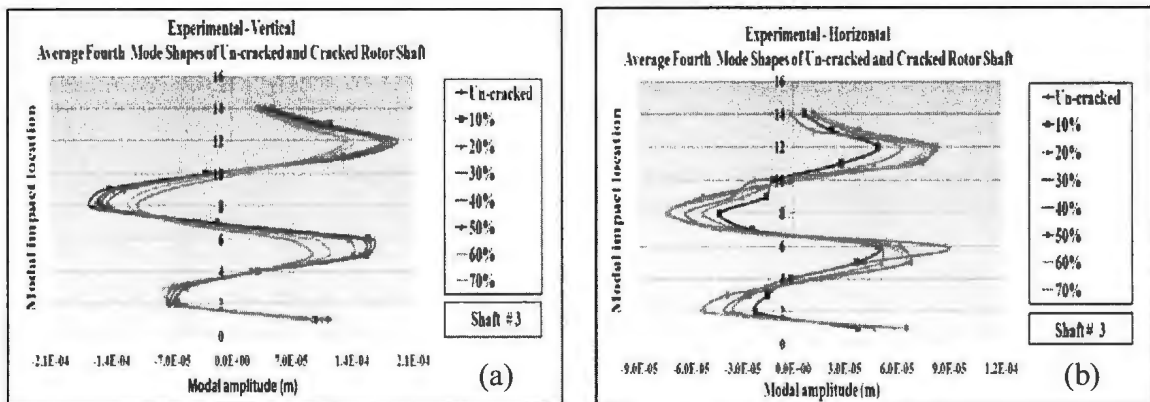 Experimental - Vertical
Average Fourth Mode Shapes of Un-cracked and Cracked Rotor Shaft
Modal impact location
16
14
12
10
8
6
4
2
0
-2.1E-04 -1.4E-04 -7.0E-05 0.0E+00 7.0E-05 1.4E-04 2.1E-04
Modal amplitude (m)
Un-cracked
10%
20%
30%
40%
50%
60%
70%
Shaft #3
(a)
Experimental - Horizontal
Average Fourth Mode Shapes of Un-cracked and Cracked Rotor Shaft
Modal impact location
16
14
12
10
8
6
4
2
0
-9.0E-05 -6.0E-05 -3.0E-05 0.0E+00 3.0E-05 6.0E-05 9.0E-05 1.2E-04
Modal amplitude (m)
Un-cracked
10%
20%
30%
40%
50%
60%
70%
Shaft# 3
(b)